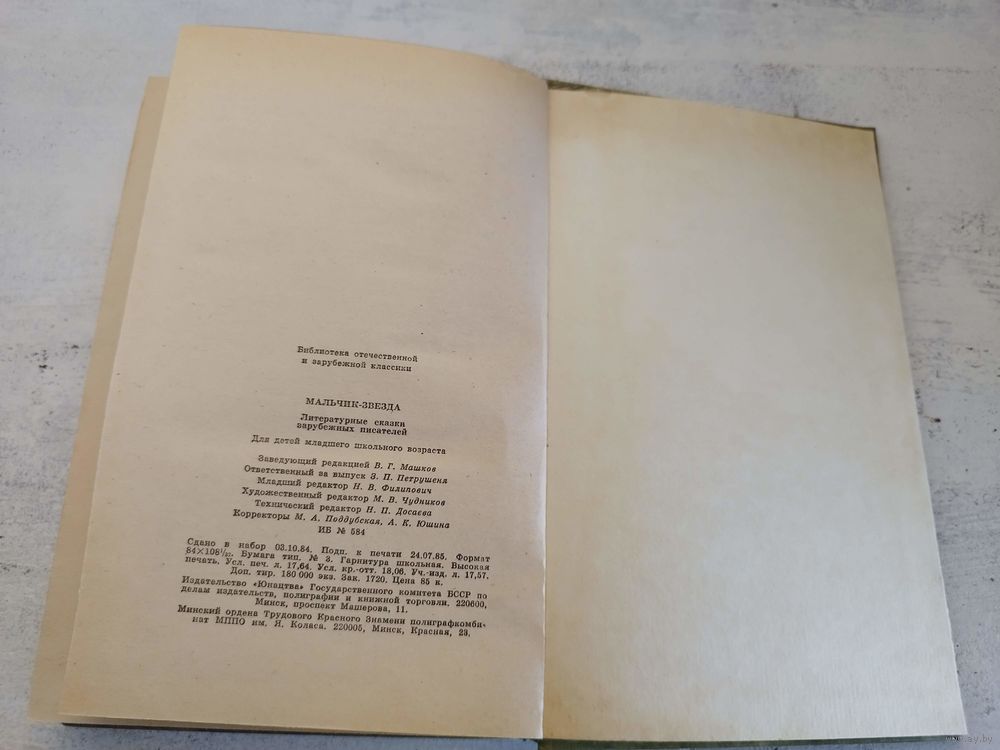 Библиотека отечественной
и зарубежной классики
МАЛЬЧИК-ЗВЕЗДА
Литературные сказки
зарубежных писателей
Для детей младшего школьного возраста
Заведующий редакцией В. Г. Машков
Ответственный за выпуск З. П. Петрушеня
Младший редактор Н. В. Филипович
Художественный редактор М. В. Чудников
Технический редактор Н. П. Досаева
Корректоры М. А. Поддубская, А. К. Юшина
ИБ № 584
Сдано в набор 03.10.84. Подп. к печати 24.07.85. Формат
84×108 1/32. Бумага тип. № 3. Гарнитура школьная. Высокая
печать. Усл. печ. л. 17,64. Усл. кр.-отт. 18,06. Уч.-изд. л. 17,57.
Доп. тир. 180 000 экз. Зак. 1720. Цена 85 к.
Издательство «Юнацтва» Государственного комитета БССР по
делам издательств, полиграфии и книжной торговли. 220600,
Минск, проспект Машерова, 11.
Минский ордена Трудового Красного Знамени полиграфкомби-
нат МППО им. Я. Коласа. 220005, Минск, Красная, 23.